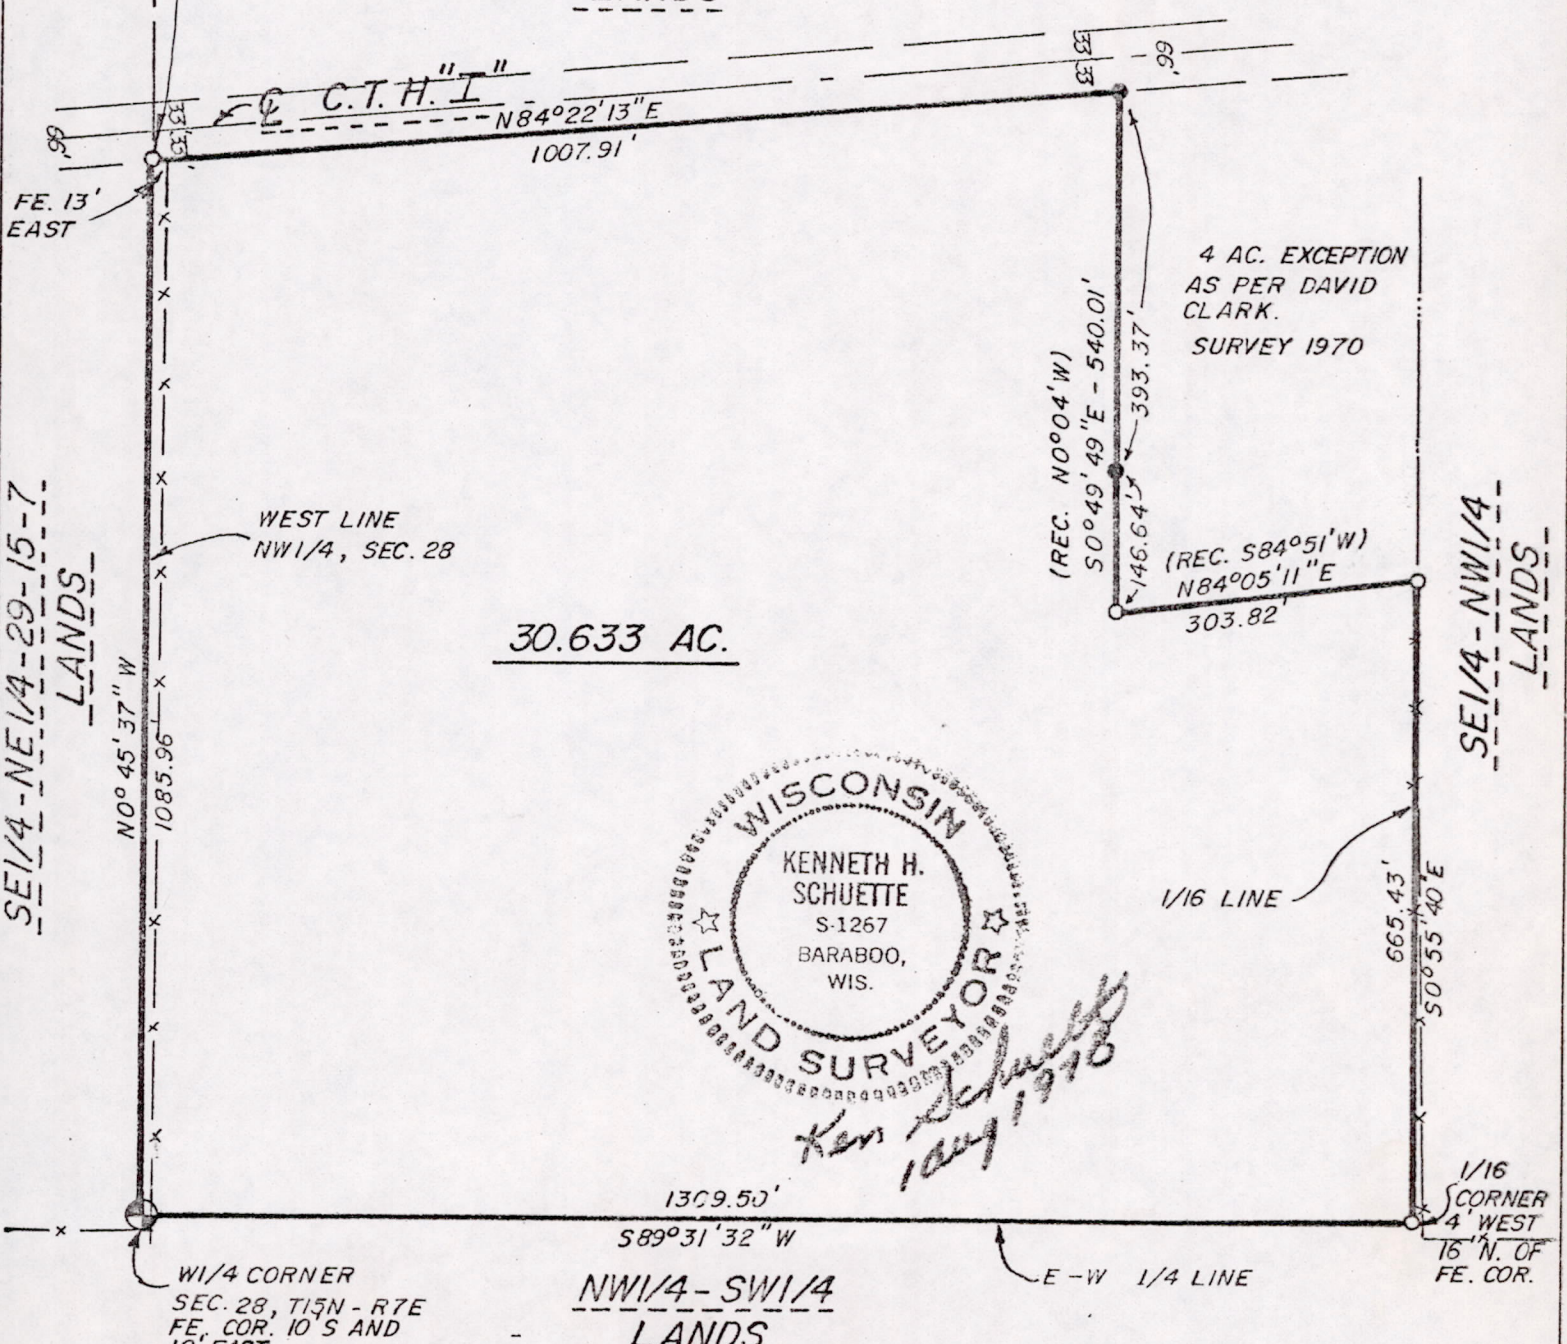 33' 33'
66'
℄ C.T.H. "I"
N84°22'13"E
1007.91'
33' 33'
66'
FE. 13'
EAST
4 AC. EXCEPTION
AS PER DAVID
CLARK.
SURVEY 1970
(REC. N0°04'W)
S0°49'49"E - 540.01'
393.37'
146.64'
(REC. S84°51'W)
N84°05'11"E
303.82'
WEST LINE
NW1/4, SEC. 28
SE1/4-NE1/4-29-15-7
LANDS
30.633 AC.
SE1/4-NW1/4
LANDS
N0°45'37"W
1085.96'
WISCONSIN
KENNETH H.
SCHUETTE
S-1267
BARABOO,
WIS.
LAND SURVEYOR
Ken Schuette
1 Aug 1978
1/16 LINE
665.43'
S0°55'40"E
1309.50'
S89°31'32"W
1/16
CORNER
4' WEST
16' N. OF
FE. COR.
W1/4 CORNER
SEC. 28, T15N - R7E
FE. COR. 10'S AND
E-W 1/4 LINE
NW1/4 - SW1/4
LANDS